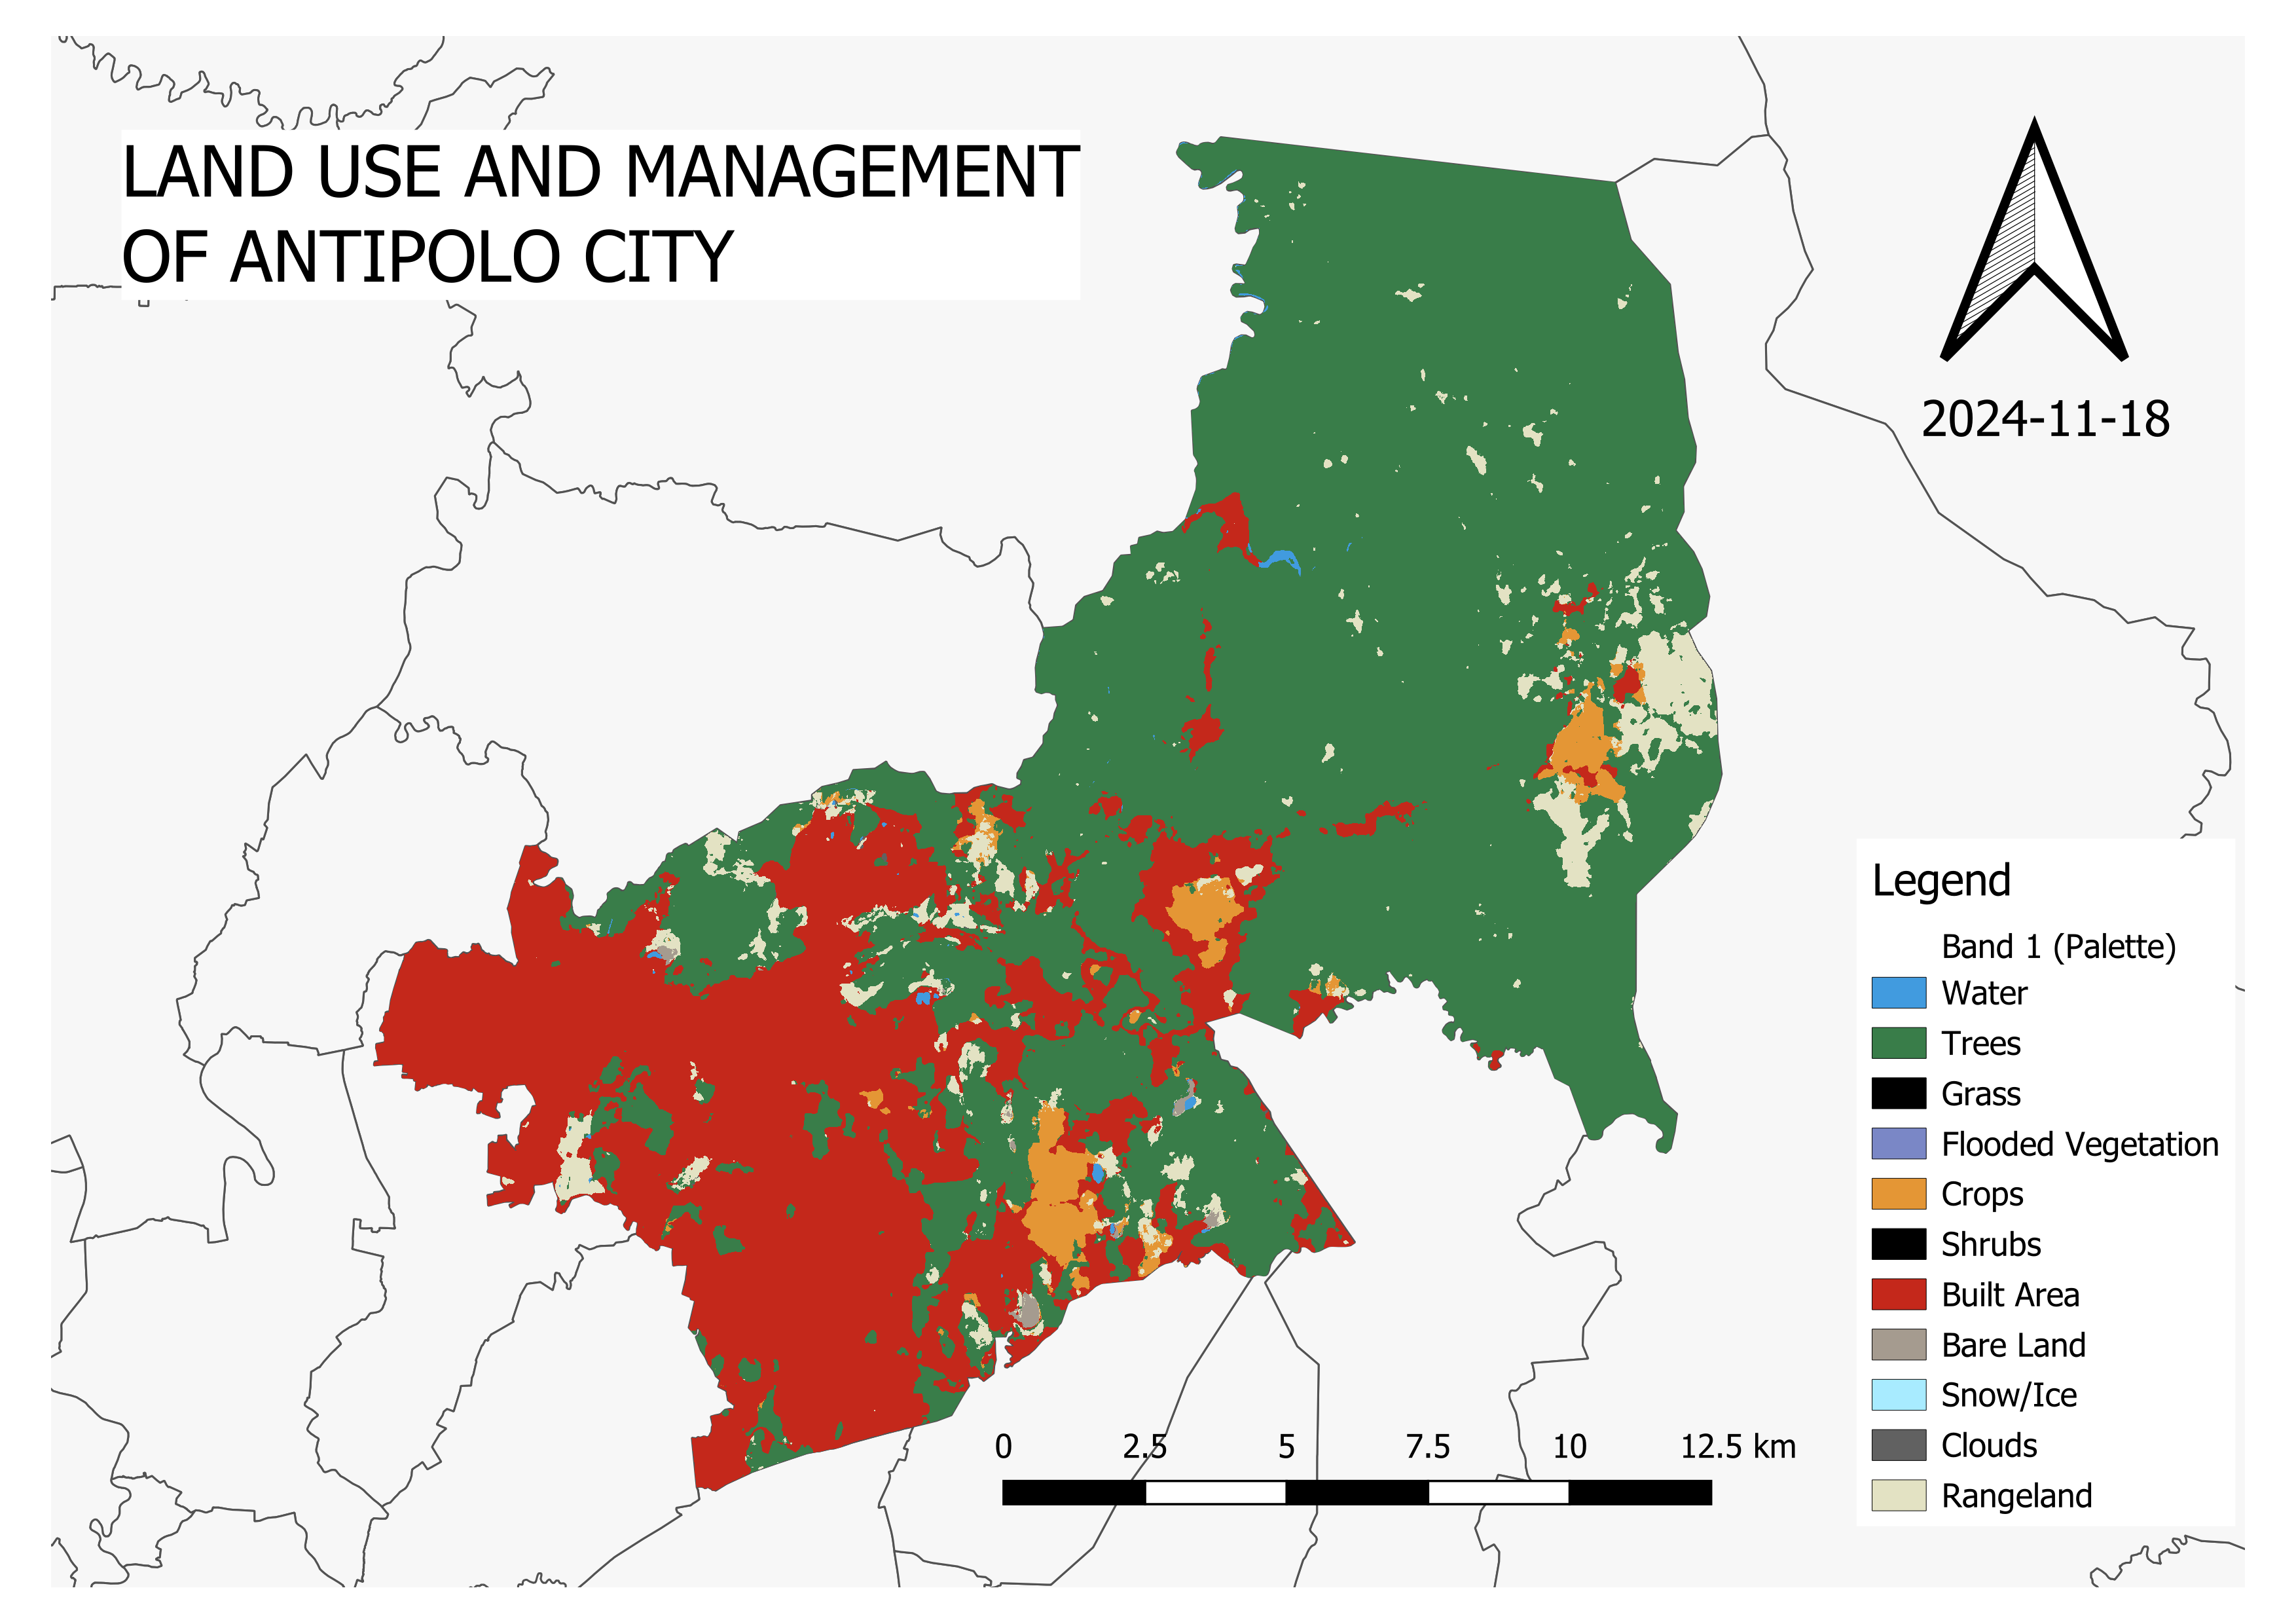 LAND USE AND MANAGEMENT
OF ANTIPOLO CITY
2024-11-18
Legend
Band 1 (Palette)
Water
Trees
Grass
Flooded Vegetation
Crops
Shrubs
Built Area
Bare Land
Snow/Ice
Clouds
Rangeland
0 2.5 5 7.5 10 12.5 km